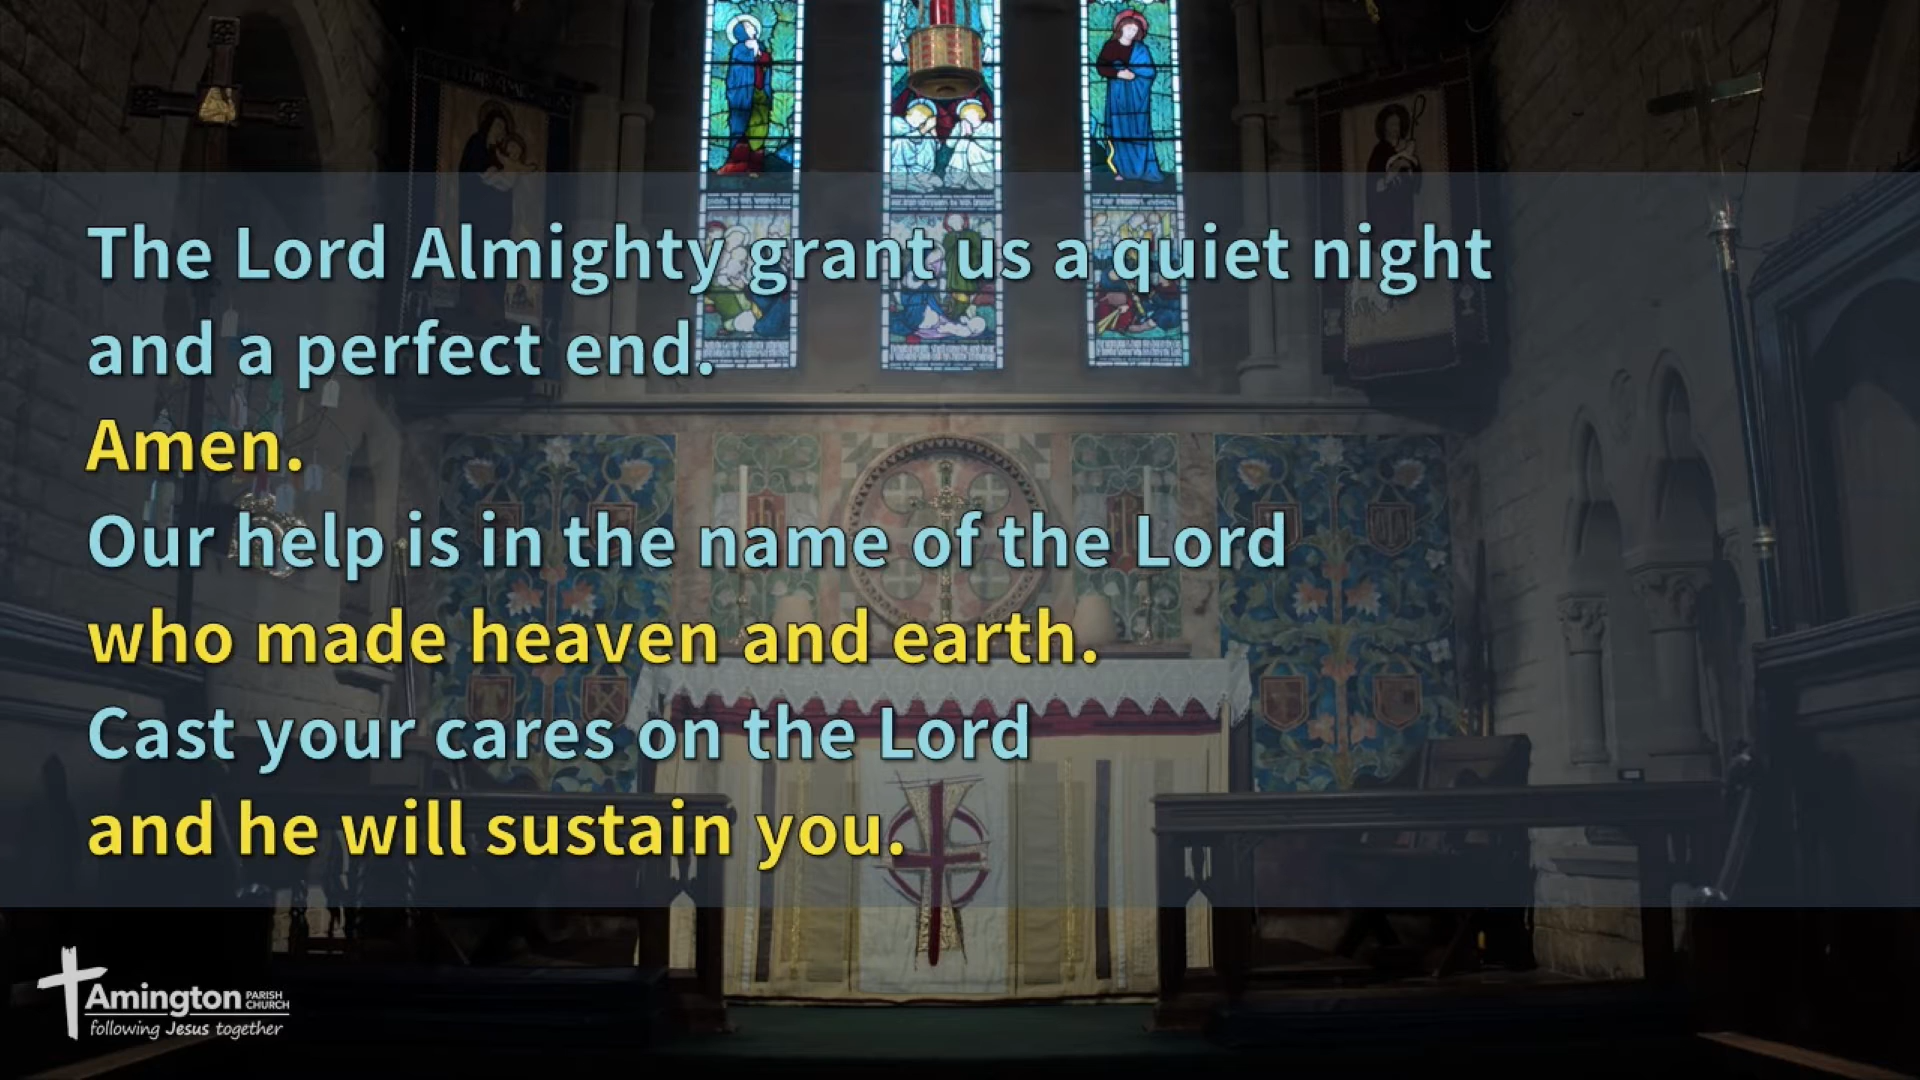 The Lord Almighty grant us a quiet night
and a perfect end.
Amen.
Our help is in the name of the Lord
who made heaven and earth.
Cast your cares on the Lord
and he will sustain you.
Amington PARISH CHURCH
following Jesus together